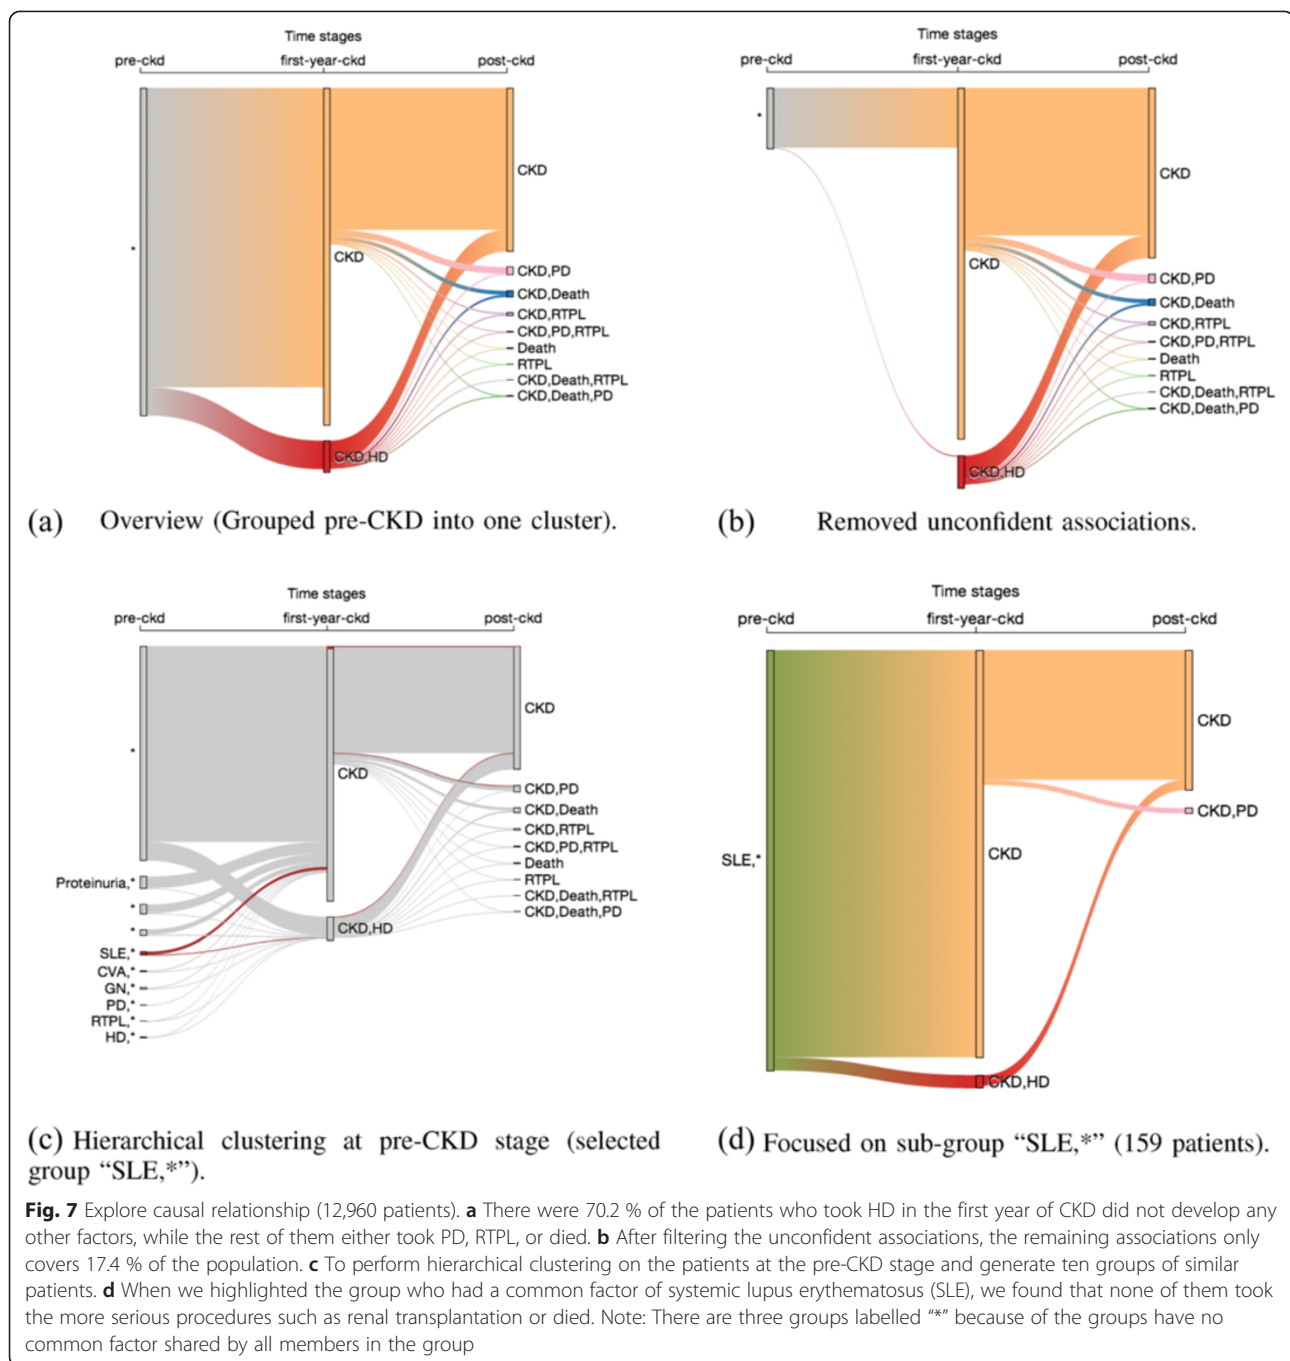 Time stages
pre-ckd first-year-ckd post-ckd
*
CKD
CKD,HD
CKD
CKD,PD
CKD,Death
CKD,RTPL
CKD,PD,RTPL
Death
RTPL
CKD,Death,RTPL
CKD,Death,PD
(a) Overview (Grouped pre-CKD into one cluster).
Time stages
pre-ckd first-year-ckd post-ckd
*
CKD
CKD,HD
CKD
CKD,PD
CKD,Death
CKD,RTPL
CKD,PD,RTPL
Death
RTPL
CKD,Death,RTPL
CKD,Death,PD
(b) Removed unconfident associations.
Time stages
pre-ckd first-year-ckd post-ckd
*
Proteinuria,*
*
*
SLE,*
CVA,*
GN,*
PD,*
RTPL,*
HD,*
CKD
CKD,HD
CKD
CKD,PD
CKD,Death
CKD,RTPL
CKD,PD,RTPL
Death
RTPL
CKD,Death,RTPL
CKD,Death,PD
(c) Hierarchical clustering at pre-CKD stage (selected
group “SLE,*”).
Time stages
pre-ckd first-year-ckd post-ckd
SLE,*
CKD
CKD,HD
CKD
CKD,PD
(d) Focused on sub-group “SLE,*” (159 patients).
Fig. 7 Explore causal relationship (12,960 patients). a There were 70.2 % of the patients who took HD in the first year of CKD did not develop any
other factors, while the rest of them either took PD, RTPL, or died. b After filtering the unconfident associations, the remaining associations only
covers 17.4 % of the population. c To perform hierarchical clustering on the patients at the pre-CKD stage and generate ten groups of similar
patients. d When we highlighted the group who had a common factor of systemic lupus erythematosus (SLE), we found that none of them took
the more serious procedures such as renal transplantation or died. Note: There are three groups labelled “*” because of the groups have no
common factor shared by all members in the group